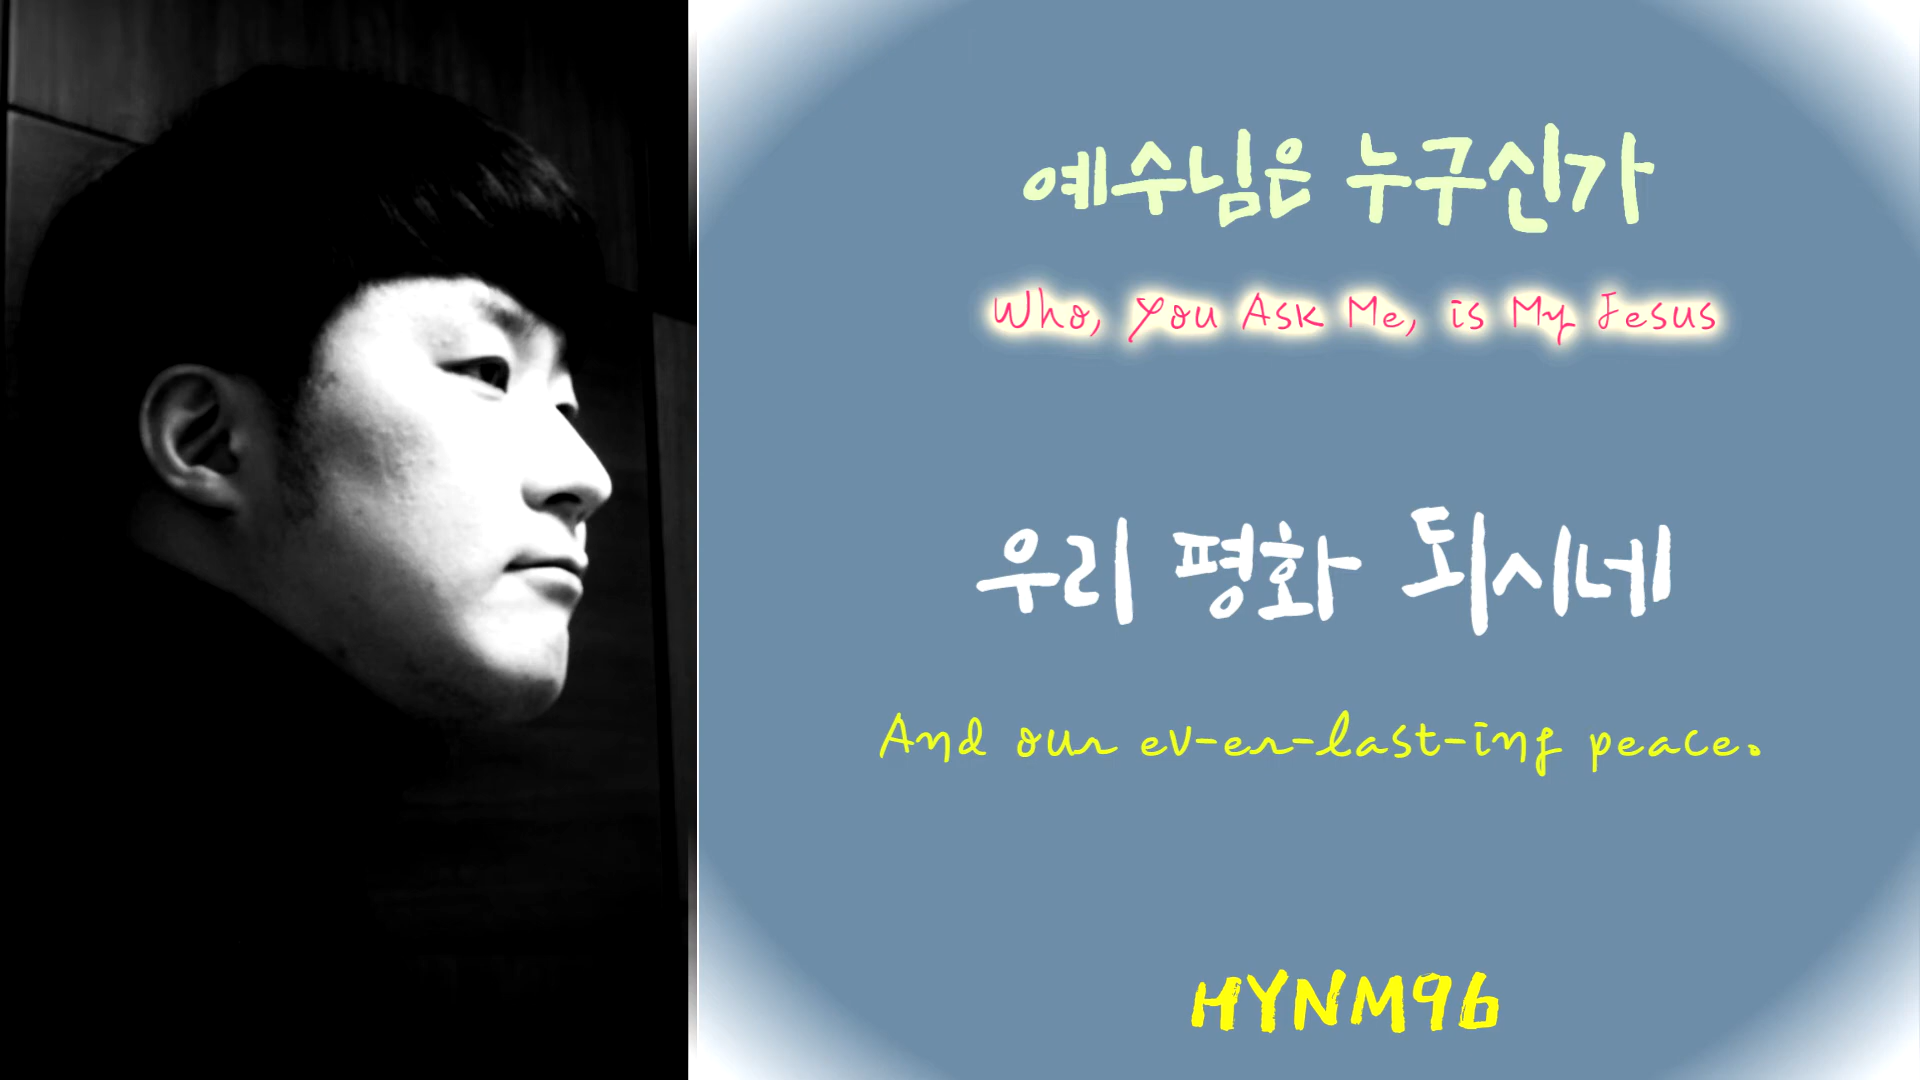 예수님은 누구신가
Who, You Ask Me, is My Jesus
우리 평화 되시네
And our ev-er-last-ing peace.
HYNM96